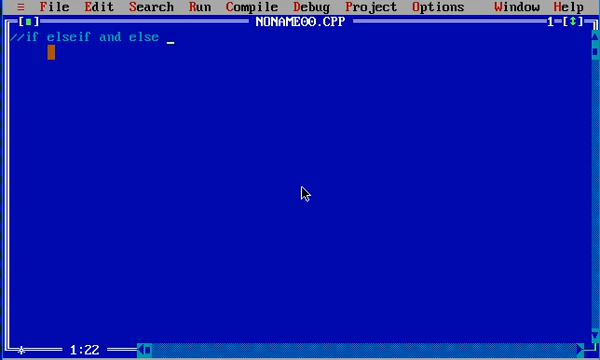 ≡ File Edit Search Run Compile Debug Project Options Window Help
[■] NONAME00.CPP 1=[↕]
//if elseif and else _
1:22